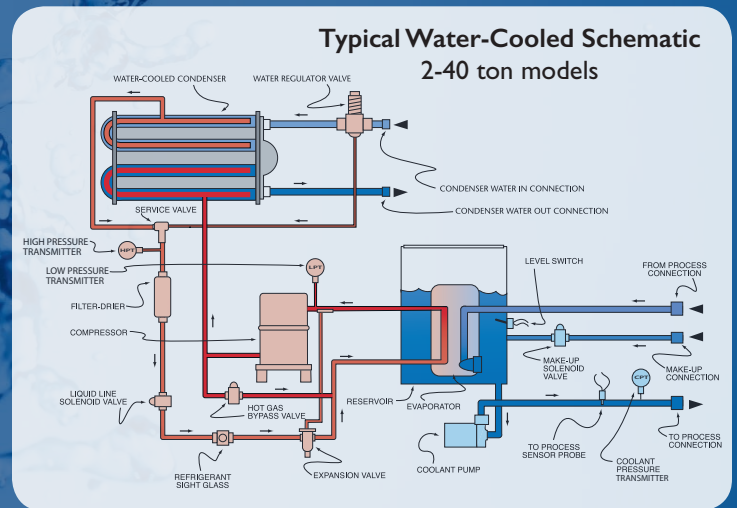 Typical Water-Cooled Schematic
2-40 ton models
WATER-COOLED CONDENSER
WATER REGULATOR VALVE
CONDENSER WATER IN CONNECTION
CONDENSER WATER OUT CONNECTION
SERVICE VALVE
HIGH PRESSURE
TRANSMITTER
HPT
LOW PRESSURE
TRANSMITTER
LPT
FILTER-DRIER
COMPRESSOR
LIQUID LINE
SOLENOID VALVE
HOT GAS
BYPASS VALVE
REFRIGERANT
SIGHT GLASS
EXPANSION VALVE
RESERVOIR
EVAPORATOR
LEVEL SWITCH
FROM PROCESS
CONNECTION
MAKE-UP
SOLENOID
VALVE
MAKE-UP
CONNECTION
CPT
COOLANT PUMP
TO PROCESS
SENSOR PROBE
COOLANT
PRESSURE
TRANSMITTER
TO PROCESS
CONNECTION